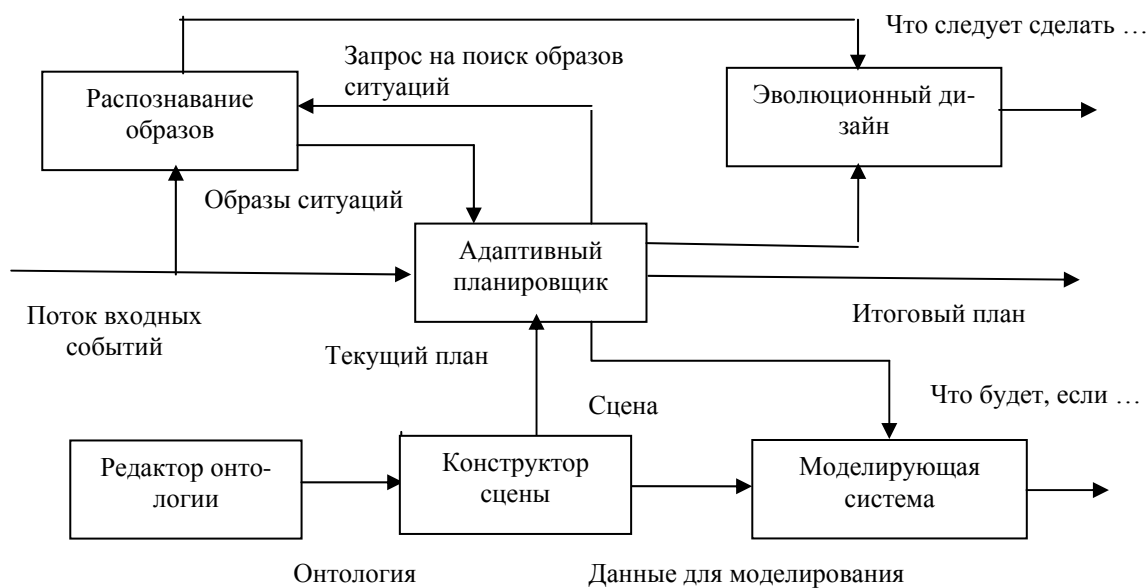 Что следует сделать …
Запрос на поиск образов
ситуаций
Распознавание
образов
Эволюционный ди-
зайн
Образы ситуаций
Адаптивный
планировщик
Поток входных
событий
Итоговый план
Текущий план
Что будет, если …
Сцена
Редактор онто-
логии
Конструктор
сцены
Моделирующая
система
Онтология
Данные для моделирования